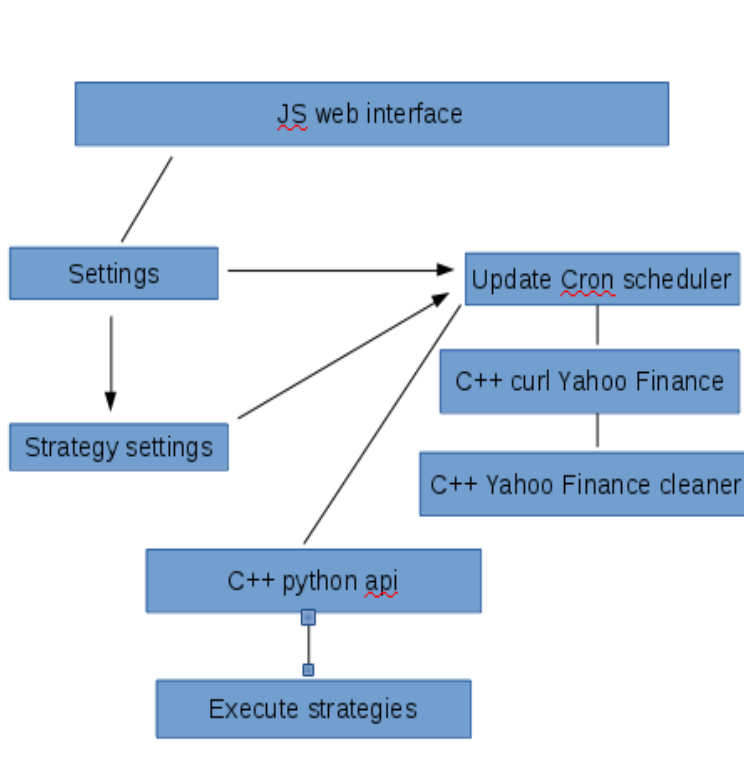 JS web interface
Settings
Update Cron scheduler
C++ curl Yahoo Finance
Strategy settings
C++ Yahoo Finance cleaner
C++ python api
Execute strategies